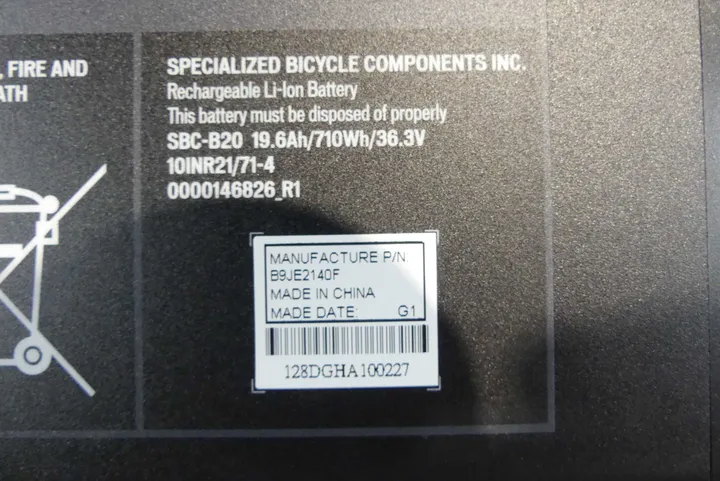 , FIRE AND
ATH
SPECIALIZED BICYCLE COMPONENTS INC.
Rechargeable Li-Ion Battery
This battery must be disposed of properly
SBC-B20 19.6Ah/710Wh/36.3V
10INR21/71-4
0000146826_R1
MANUFACTURE P/N:
B9JE2140F
MADE IN CHINA
MADE DATE: G1
128DGHA100227